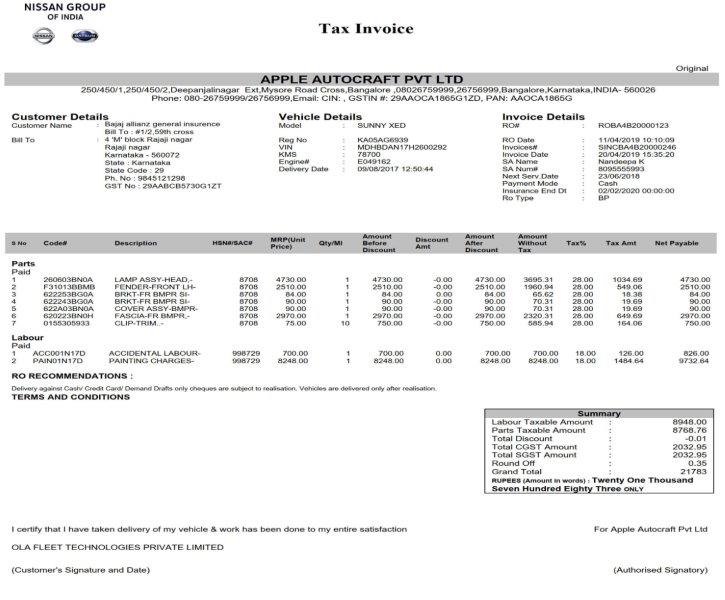 NISSAN GROUP
OF INDIA
NISSAN DATSUN
Tax Invoice
Original
APPLE AUTOCRAFT PVT LTD
250/450/1,250/450/2,Deepanjalinagar Ext,Mysore Road Cross,Bangalore ,08026759999,26756999,Bangalore,Karnataka,INDIA- 560026
Phone: 080-26759999/26756999,Email: CIN: , GSTIN #: 29AAOCA1865G1ZD, PAN: AAOCA1865G
Customer Details Vehicle Details Invoice Details
Customer Name : Bajaj allianz general insurance Model : SUNNY XED RO# : ROBA4B20000123
Bill To : #1/2,59th cross
Bill To : 4 'M' block Rajaji nagar Reg No : KA05AG6939 RO Date : 11/04/2019 10:10:09
Rajaji nagar VIN : MDHBDAN17H2600292 Invoices# : SINCBA4B20000246
Karnataka - 560072 KMS : 78700 Invoice Date : 20/04/2019 15:35:20
State : Karnataka Engine# : E049162 SA Name : Nandeepa K
State Code : 29 Delivery Date : 09/08/2017 12:50:44 SA Num# : 8095555993
Ph. No : 9845121298 Next Serv.Date : 23/06/2018
GST No : 29AABCB5730G1ZT Payment Mode : Cash
Insurance End Dt : 02/02/2020 00:00:00
Ro Type : BP
S No Code# Description HSN#/SAC# MRP(Unit Price) Qty/Ml Amount Before Discount Discount Amt Amount After Discount Amount Without Tax Tax% Tax Amt Net Payable
Parts
Paid
1 260603BN0A LAMP ASSY-HEAD,- 8708 4730.00 1 4730.00 -0.00 4730.00 3695.31 28.00 1034.69 4730.00
2 F31013BBMB FENDER-FRONT LH- 8708 2510.00 1 2510.00 -0.00 2510.00 1960.94 28.00 549.06 2510.00
3 622253BG0A BRKT-FR BMPR SI- 8708 84.00 1 84.00 -0.00 84.00 65.62 28.00 18.38 84.00
4 622243BG0A BRKT-FR BMPR SI- 8708 90.00 1 90.00 -0.00 90.00 70.31 28.00 19.69 90.00
5 622A03BN0A COVER ASSY-BMPR- 8708 90.00 1 90.00 -0.00 90.00 70.31 28.00 19.69 90.00
6 620223BN0H FASCIA-FR BMPR,- 8708 2970.00 1 2970.00 -0.00 2970.00 2320.31 28.00 649.69 2970.00
7 0155305933 CLIP-TRIM..- 8708 75.00 10 750.00 -0.00 750.00 585.94 28.00 164.06 750.00
Labour
Paid
1 ACC001N17D ACCIDENTAL LABOUR- 998729 700.00 1 700.00 0.00 700.00 700.00 18.00 126.00 826.00
2 PAIN01N17D PAINTING CHARGES- 998729 8248.00 1 8248.00 0.00 8248.00 8248.00 18.00 1484.64 9732.64
RO RECOMMENDATIONS :
Delivery against Cash/ Credit Card/ Demand Drafts only cheques are subject to realisation. Vehicles are delivered only after realisation.
TERMS AND CONDITIONS
Summary
Labour Taxable Amount : 8948.00
Parts Taxable Amount : 8768.76
Total Discount : -0.01
Total CGST Amount : 2032.95
Total SGST Amount : 2032.95
Round Off : 0.35
Grand Total : 21783
RUPEES (Amount in words) : Twenty One Thousand
Seven Hundred Eighty Three ONLY
I certify that I have taken delivery of my vehicle & work has been done to my entire satisfaction For Apple Autocraft Pvt Ltd
OLA FLEET TECHNOLOGIES PRIVATE LIMITED
(Customer's Signature and Date) (Authorised Signatory)